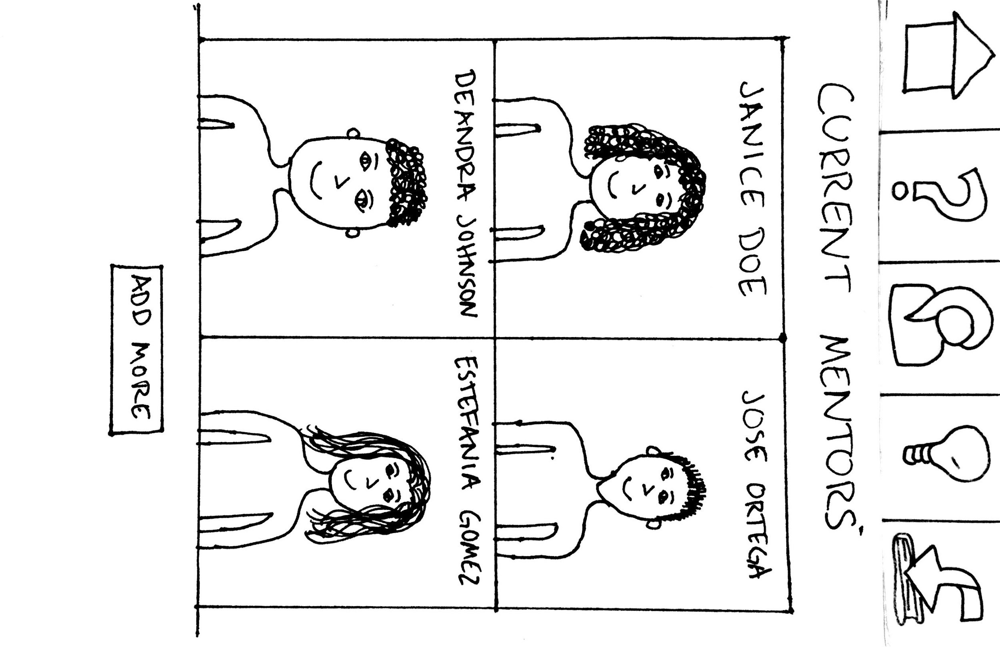 CURRENT MENTORS
JANICE DOE
JOSE ORTEGA
DEANDRA JOHNSON
ESTEFANIA GOMEZ
ADD MORE